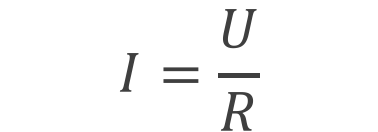 I = U/R